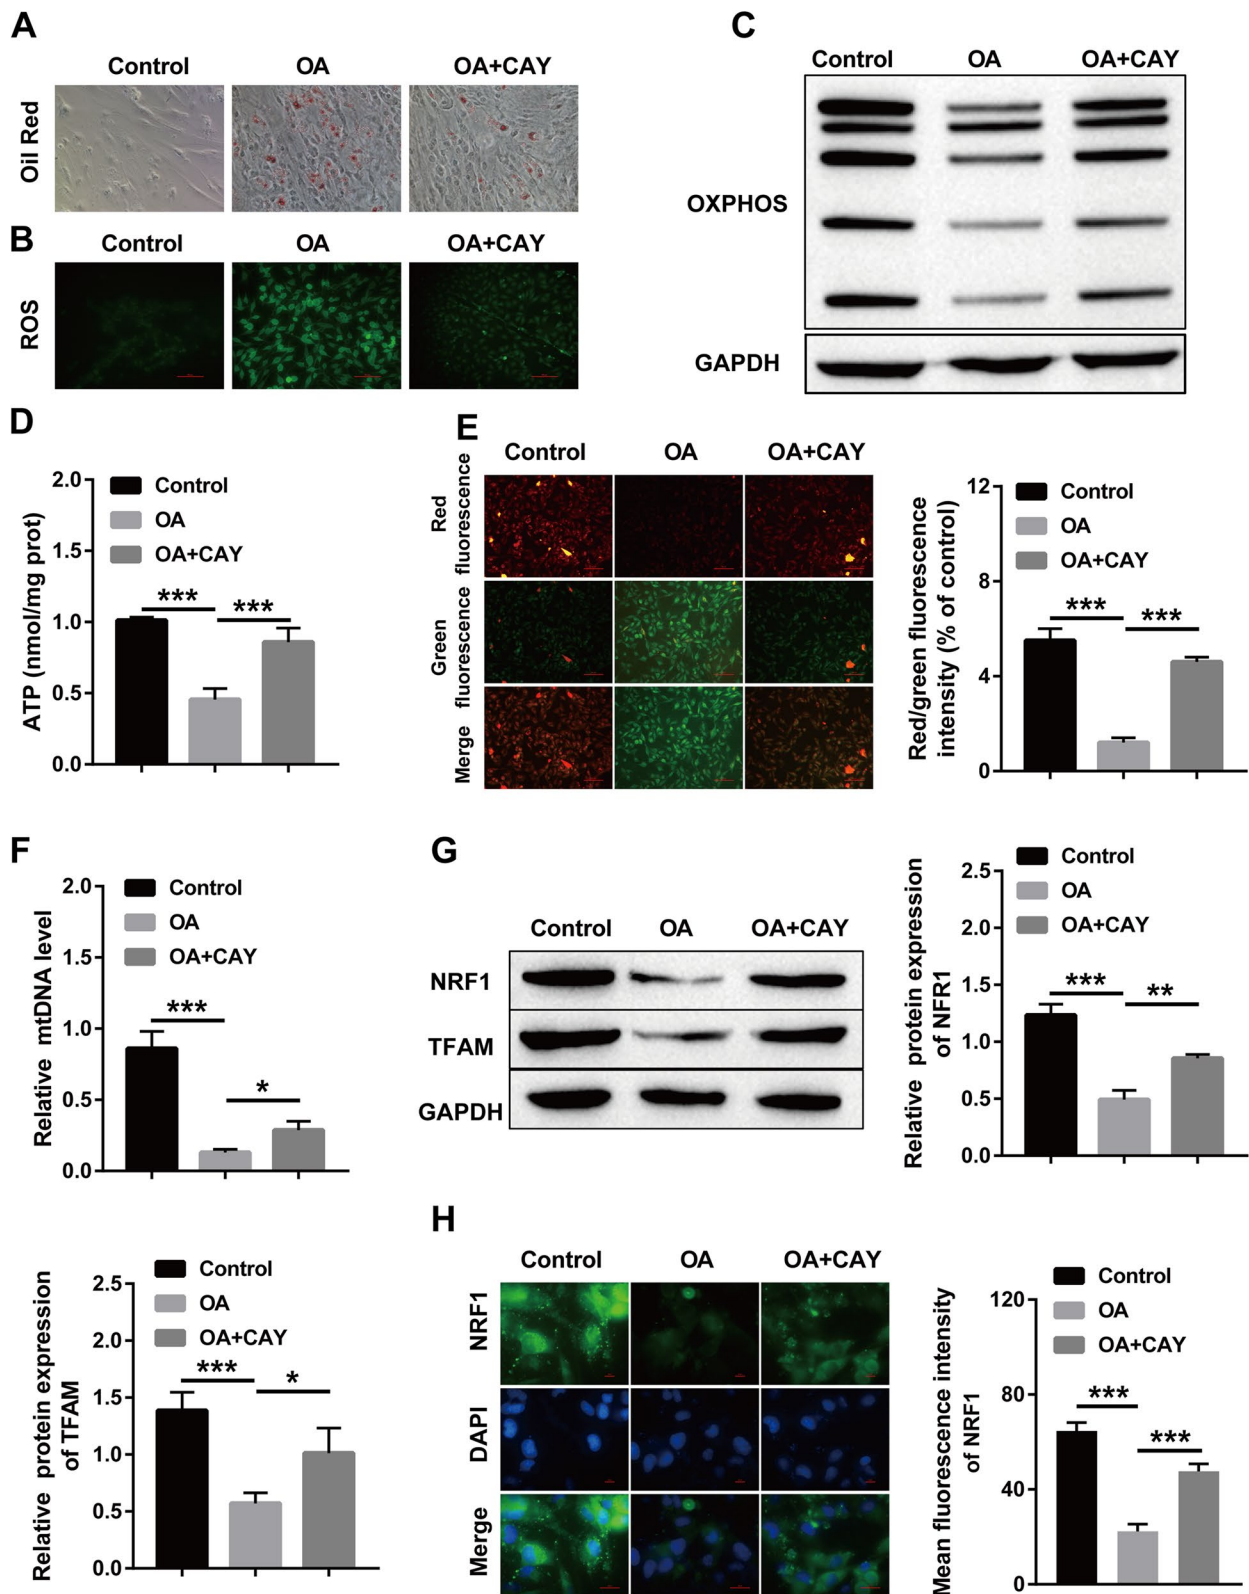 A
Control OA OA+CAY
Oil Red
B
Control OA OA+CAY
ROS
C
Control OA OA+CAY
OXPHOS
GAPDH
D
2.0
1.5
1.0
0.5
0.0
ATP (nmol/mg prot)
Control
OA
OA+CAY
*** ***
E
Control OA OA+CAY
Red
fluorescence
Green
fluorescence
Merge
12
8
4
0
Red/green fluorescence
intensity (% of control)
Control
OA
OA+CAY
*** ***
F
2.0
1.5
1.0
0.5
0.0
Relative mtDNA level
Control
OA
OA+CAY
*** *
G
Control OA OA+CAY
NRF1
TFAM
GAPDH
2.5
2.0
1.5
1.0
0.5
0.0
Relative protein expression
of NFR1
Control
OA
OA+CAY
*** **
2.5
2.0
1.5
1.0
0.5
0.0
Relative protein expression
of TFAM
Control
OA
OA+CAY
*** *
H
Control OA OA+CAY
NRF1
DAPI
Merge
120
80
40
0
Mean fluorescence intensity
of NRF1
Control
OA
OA+CAY
*** ***